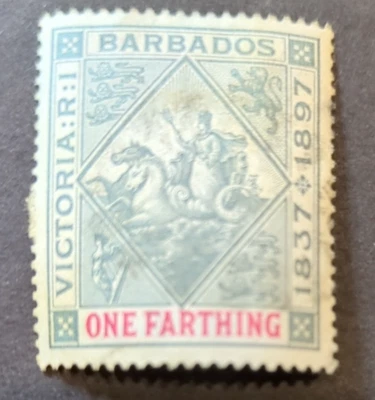 BARBADOS
VICTORIA:R:I
1837 1897
ONE FARTHING